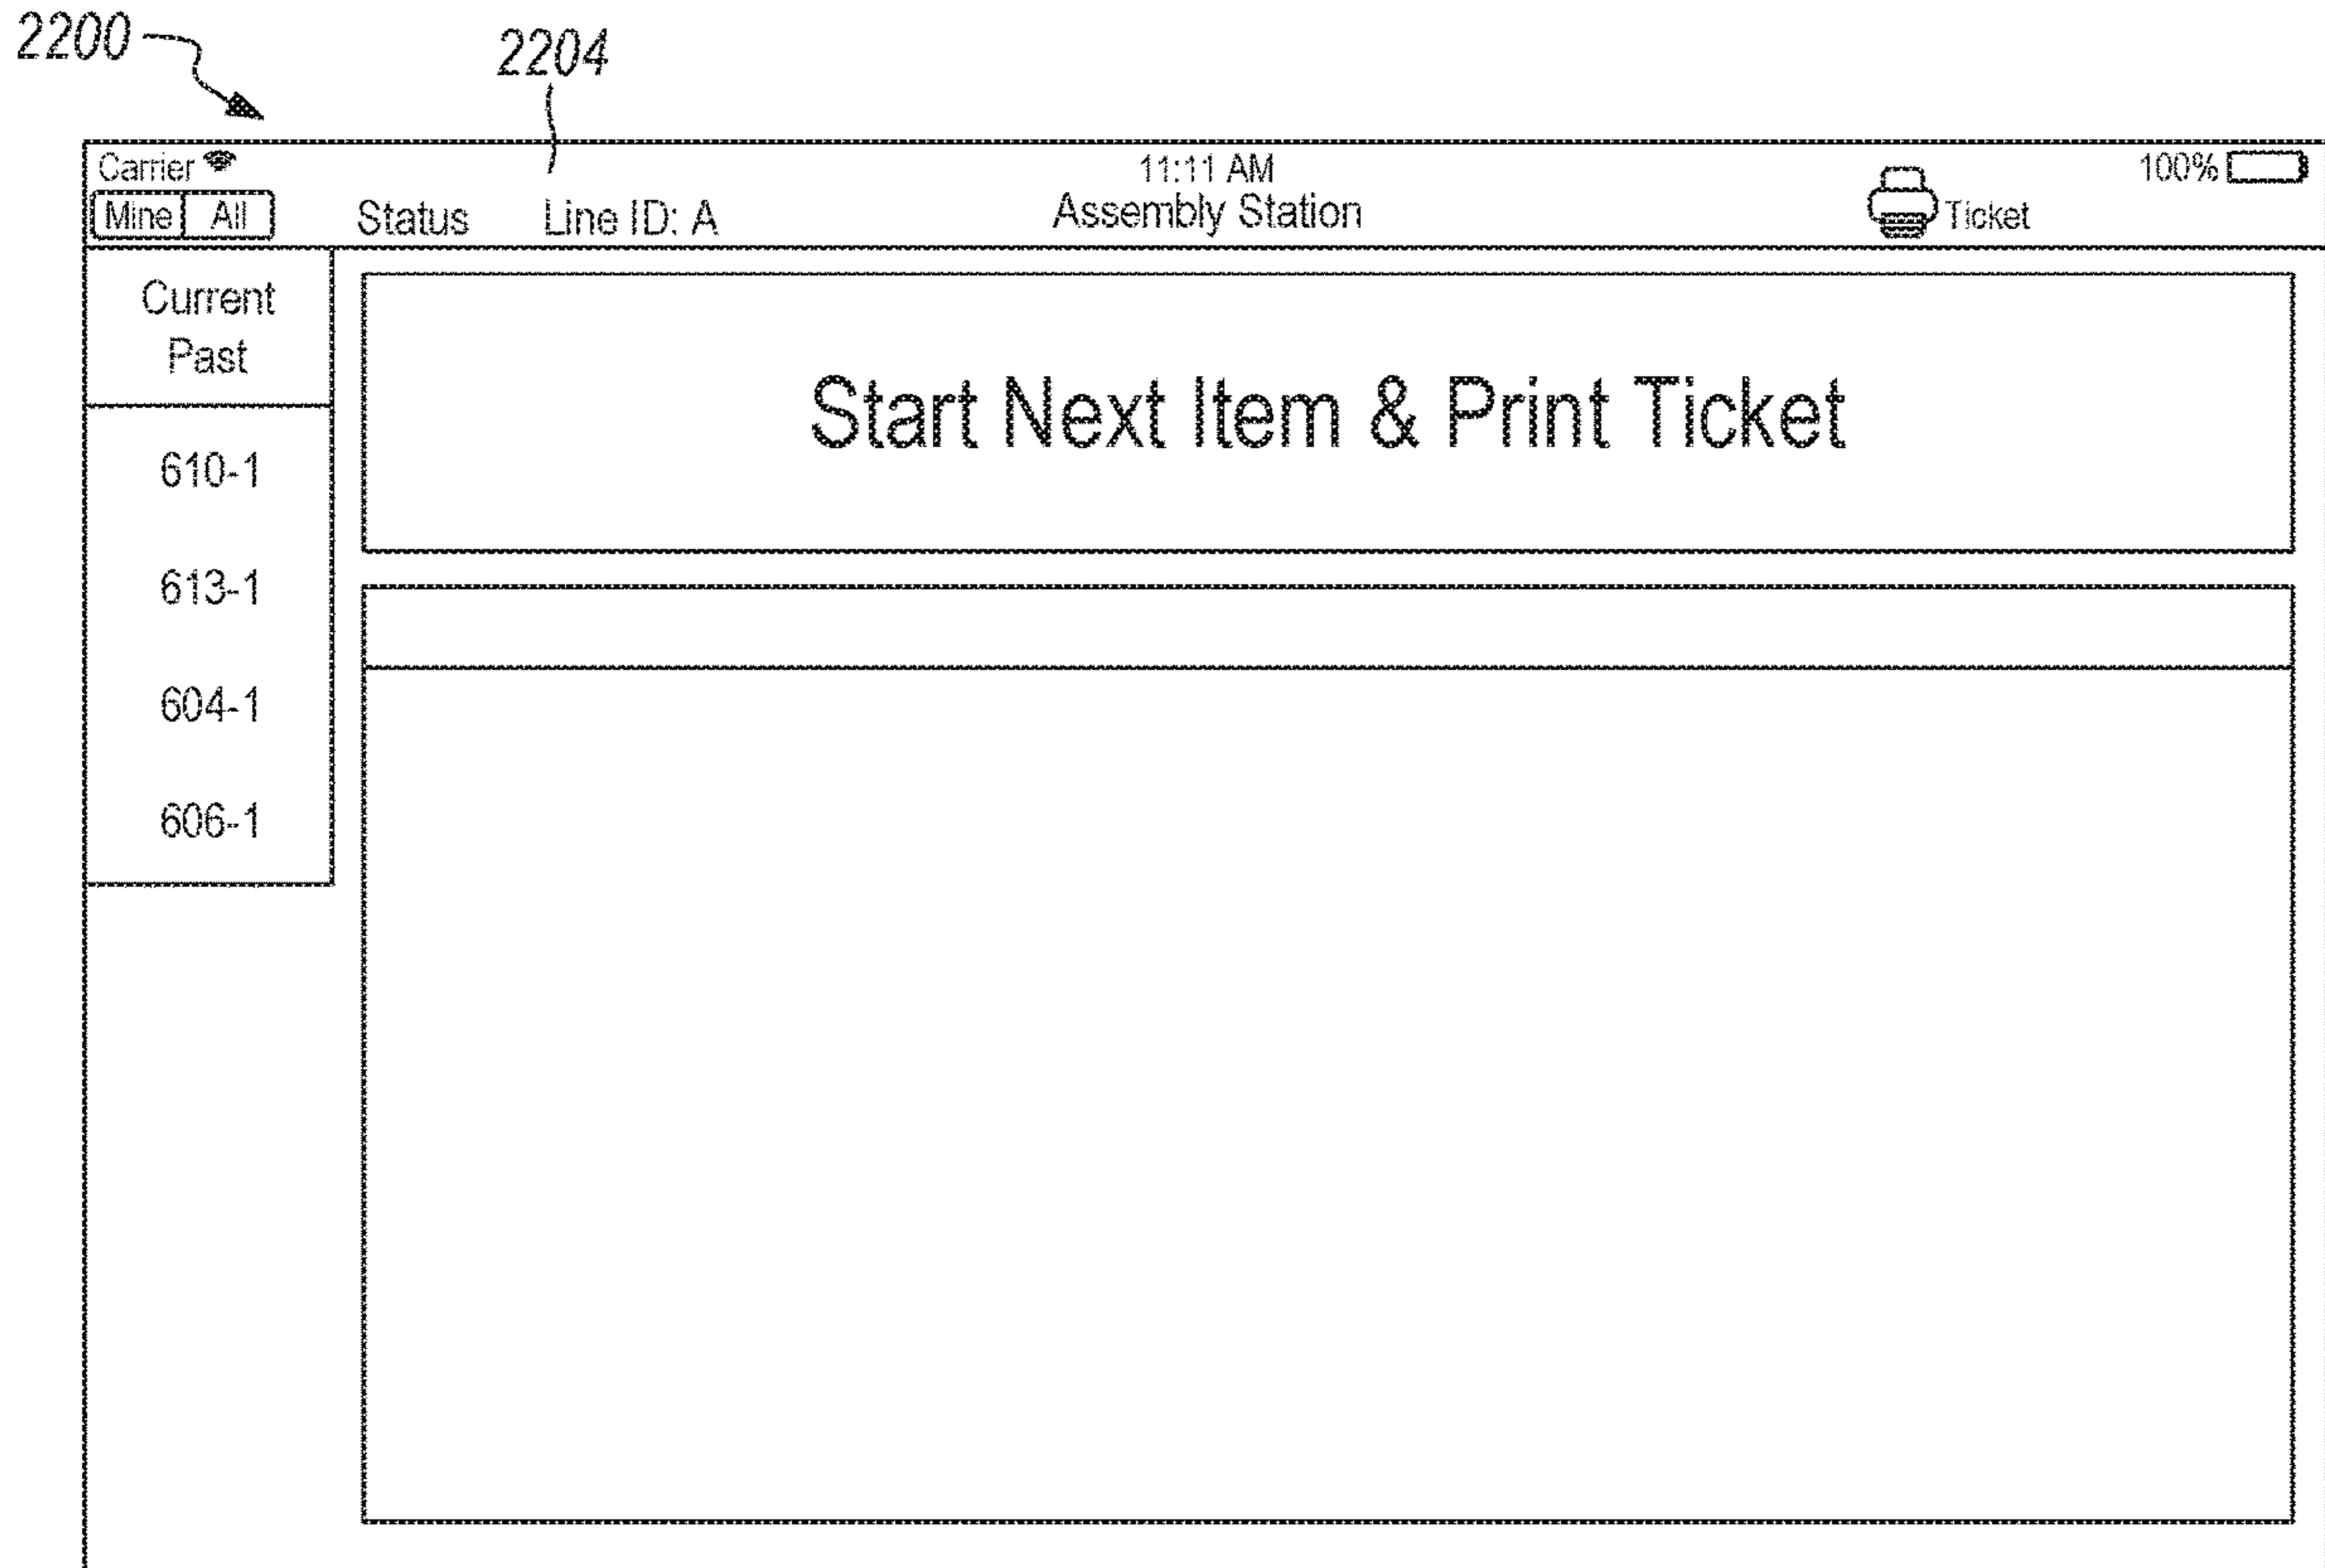 2200
2204
Carrier 11:11 AM 100%
Mine All Status Line ID: A Assembly Station Ticket
Current
Past
Start Next Item & Print Ticket
610-1
613-1
604-1
606-1